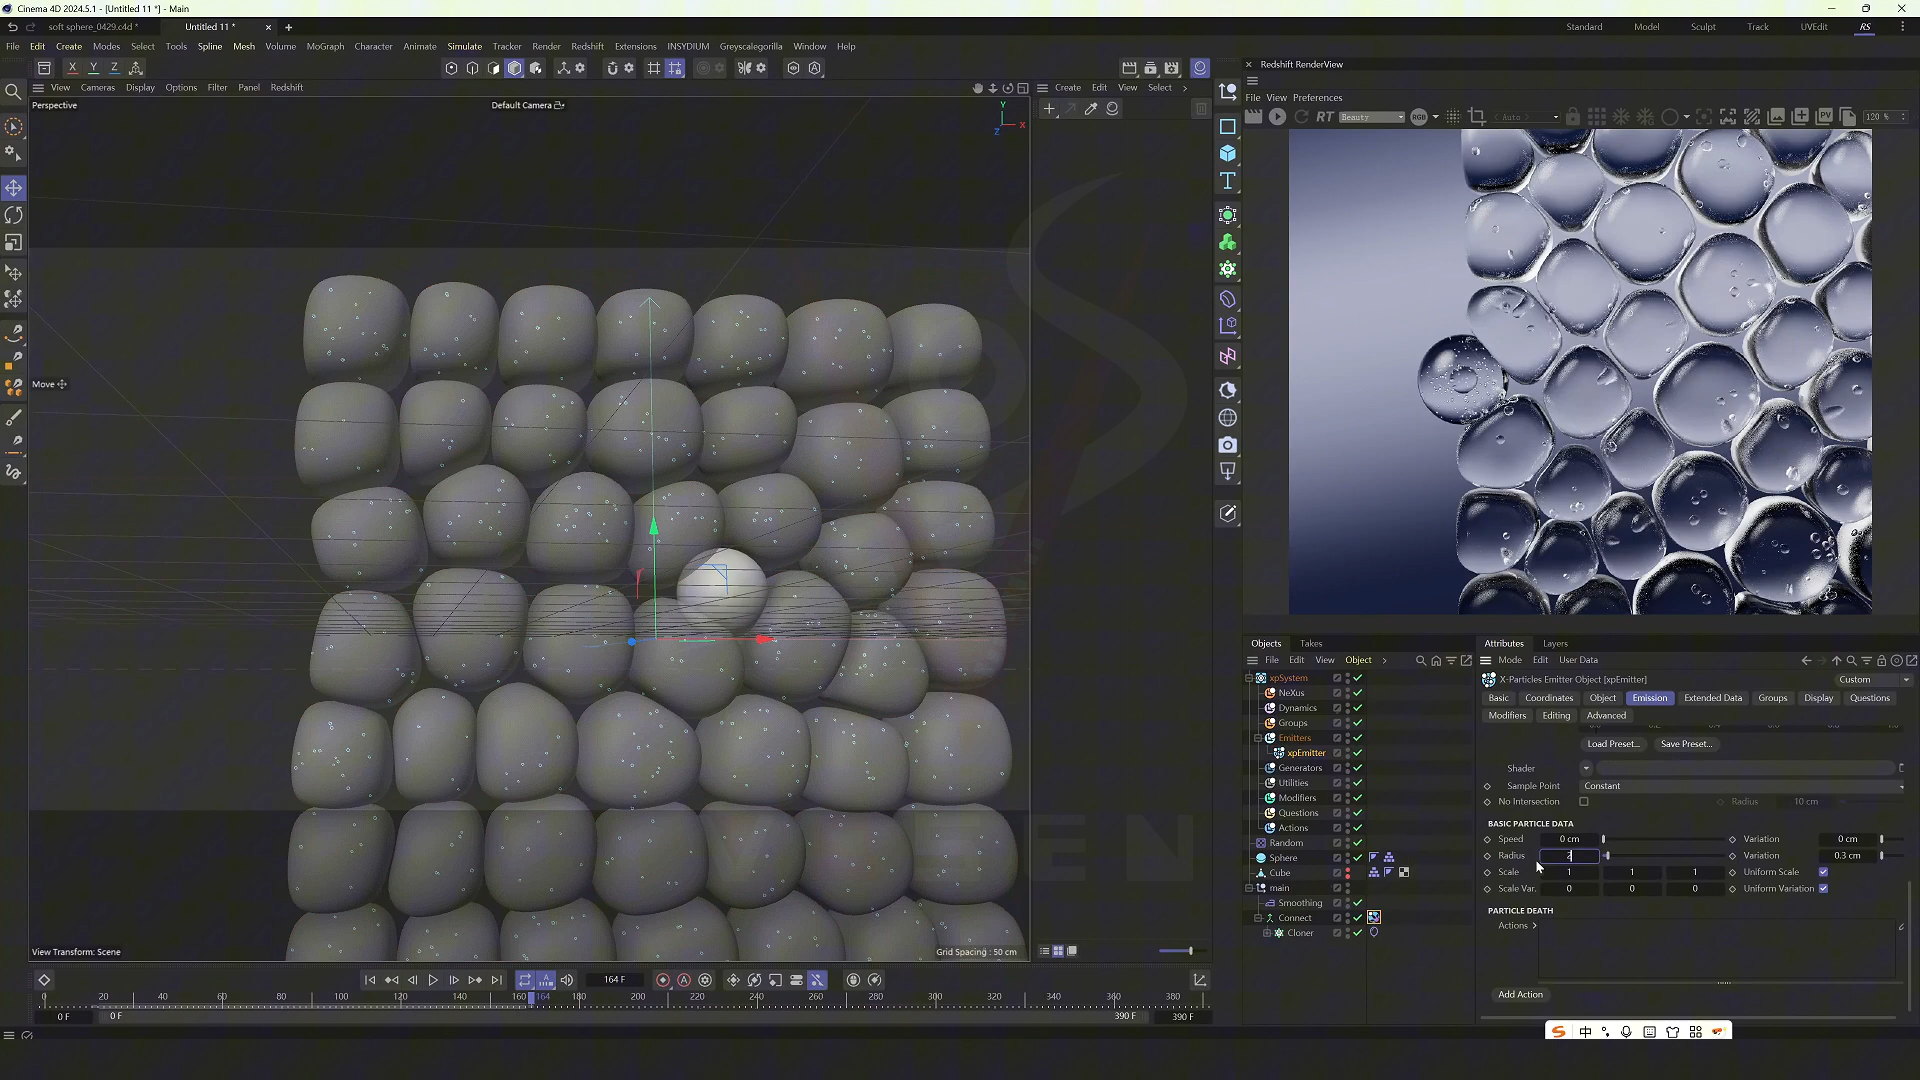 Cinema 4D 2024.5.1 - [Untitled 11 *] - Main
soft sphere_0429.c4d *
Untitled 11 *
Standard Model Sculpt Track UVEdit RS
File Edit Create Modes Select Tools Spline Mesh Volume MoGraph Character Animate Simulate Tracker Render Redshift Extensions INSYDIUM Greyscalegorilla Window Help
X Y Z
View Cameras Display Options Filter Panel Redshift
Perspective
Default Camera
Y
X
Z
Move
View Transform: Scene
Grid Spacing : 50 cm
Create Edit View Select
Redshift RenderView
File View Preferences
RT Beauty RGB < Auto > PV 120 %
164 F
0 20 40 60 80 100 120 140 160 164 180 200 220 240 260 280 300 320 340 360 380
0 F 0 F 390 F 390 F
Objects Takes
File Edit View Object
xpSystem
NeXus
Dynamics
Groups
Emitters
xpEmitter
Generators
Utilities
Modifiers
Questions
Actions
Random
Sphere
Cube
main
Smoothing
Connect
Cloner
Attributes Layers
Mode Edit User Data
X-Particles Emitter Object [xpEmitter]
Custom
Basic Coordinates Object Emission Extended Data Groups Display Questions
Modifiers Editing Advanced
Load Preset... Save Preset...
Shader
Sample Point Constant
No Intersection Radius 10 cm
BASIC PARTICLE DATA
Speed 0 cm Variation 0 cm
Radius 2 Variation 0.3 cm
Scale 1 1 1 Uniform Scale
Scale Var. 0 0 0 Uniform Variation
PARTICLE DEATH
Actions
Add Action
中